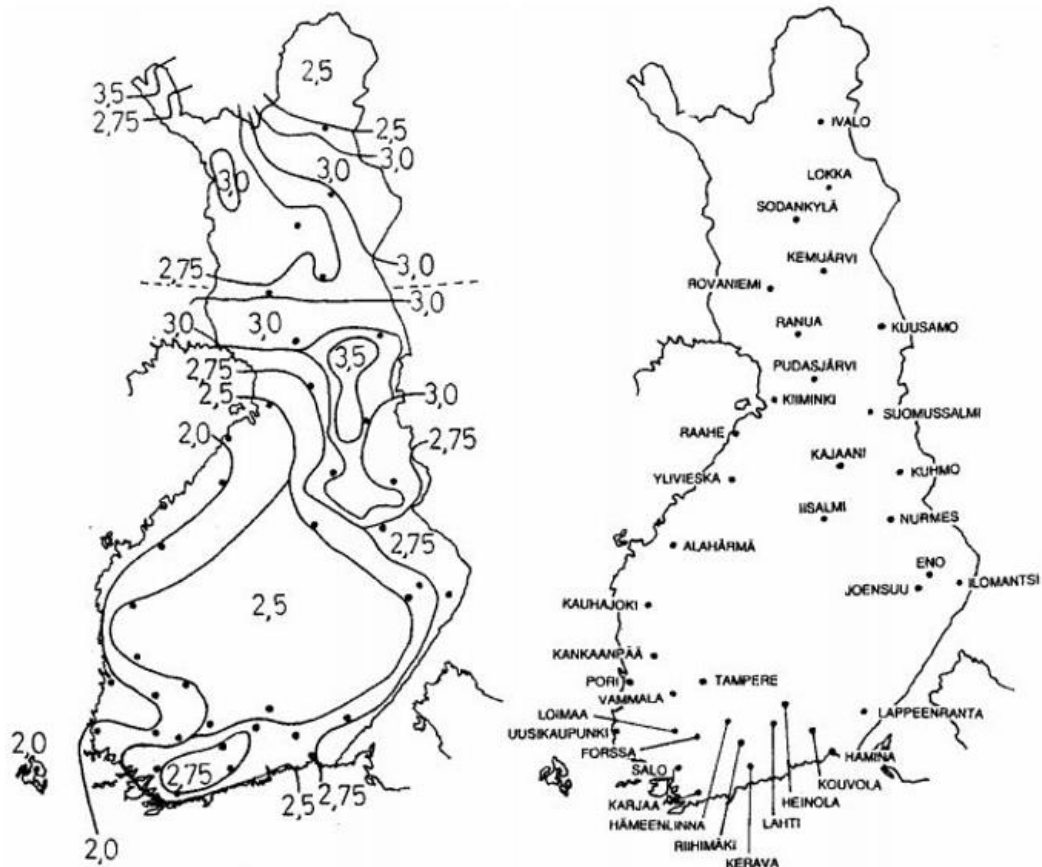 2,5
3,5
2,75
2,5
3,0
3,0
3,0
2,75
3,0
3,0
3,0
3,0
3,5
2,75
3,0
2,5
2,0
2,75
2,75
2,5
2,0
2,75
2,75
2,5
2,0
IVALO
LOKKA
SODANKYLÄ
KEMIJÄRVI
ROVANIEMI
RANUA
KUUSAMO
PUDASJÄRVI
KIIMINKI
SUOMUSSALMI
RAAHE
KAJAANI
YLIVIESKA
KUHMO
IISALMI
NURMES
ALAHÄRMÄ
ENO
JOENSUU
ILOMANTSI
KAUHAJOKI
KANKAANPÄÄ
PORI
TAMPERE
VAMMALA
LAPPEENRANTA
LOIMAA
UUSIKAUPUNKI
FORSSA
HAMINA
SALO
KOUVOLA
KARJAA
HEINOLA
HÄMEENLINNA
LAHTI
RIIHIMÄKI
KERAVA